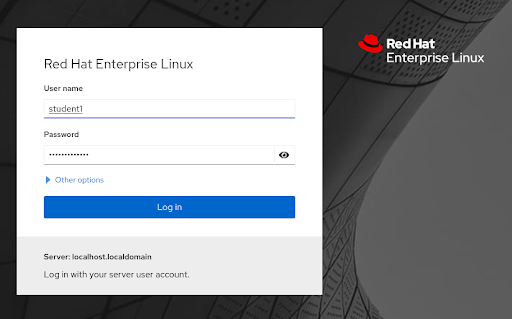 Red Hat Enterprise Linux
User name
student1
Password
•••••••••••••
Other options
Log in
Server: localhost.localdomain
Log in with your server user account.
Red Hat
Enterprise Linux